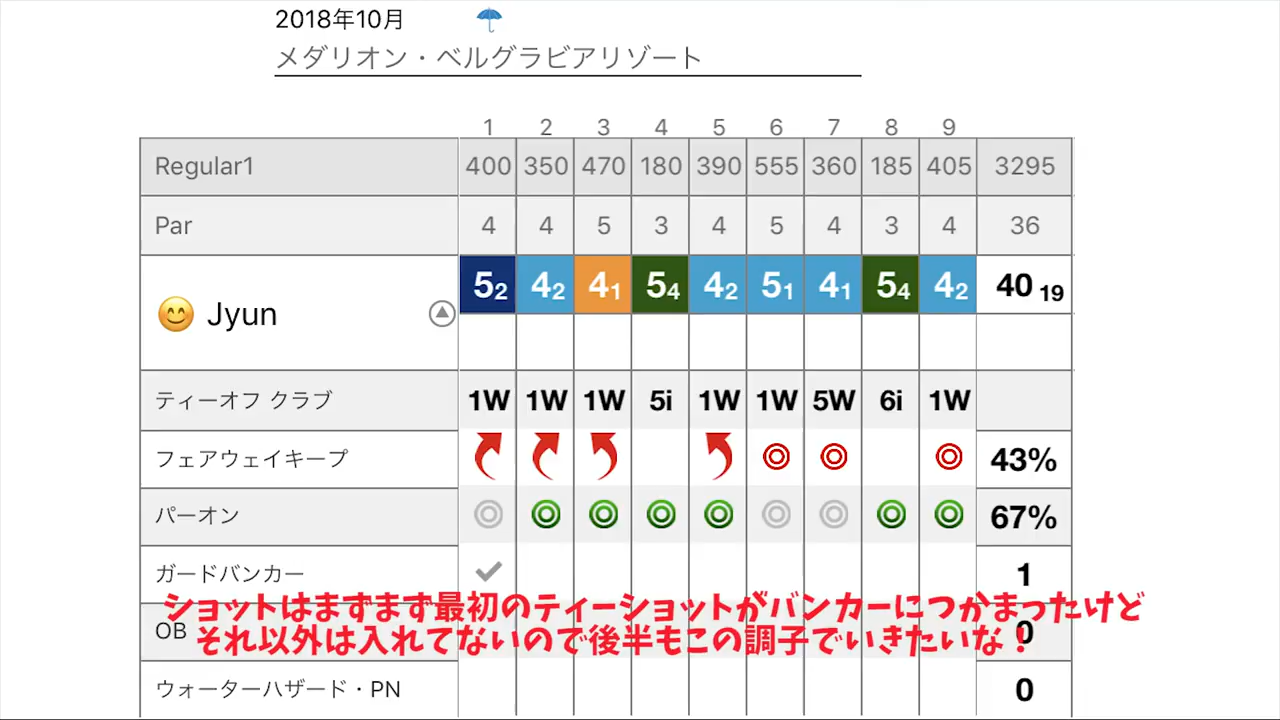 2018年10月
メダリオン・ベルグラビアリゾート
1 2 3 4 5 6 7 8 9
Regular1 400 350 470 180 390 555 360 185 405 3295
Par 4 4 5 3 4 5 4 3 4 36
Jyun 52 42 41 54 42 51 41 54 42 40 19
ティーオフ クラブ 1W 1W 1W 5i 1W 1W 5W 6i 1W
フェアウェイキープ 43%
パーオン 67%
ガードバンカー 1
ショットはまずまず最初のティーショットがバンカーにつかまったけど
OB 0
それ以外は入れてないので後半もこの調子でいきたいな！
ウォーターハザード・PN 0